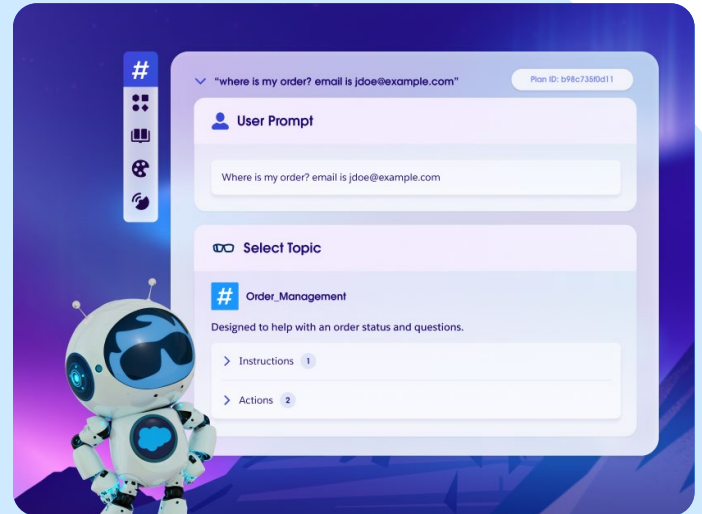 #
“where is my order? email is jdoe@example.com”
Plan ID: b98c735f0d11
User Prompt
Where is my order? email is jdoe@example.com
Select Topic
# Order_Management
Designed to help with an order status and questions.
Instructions 1
Actions 2